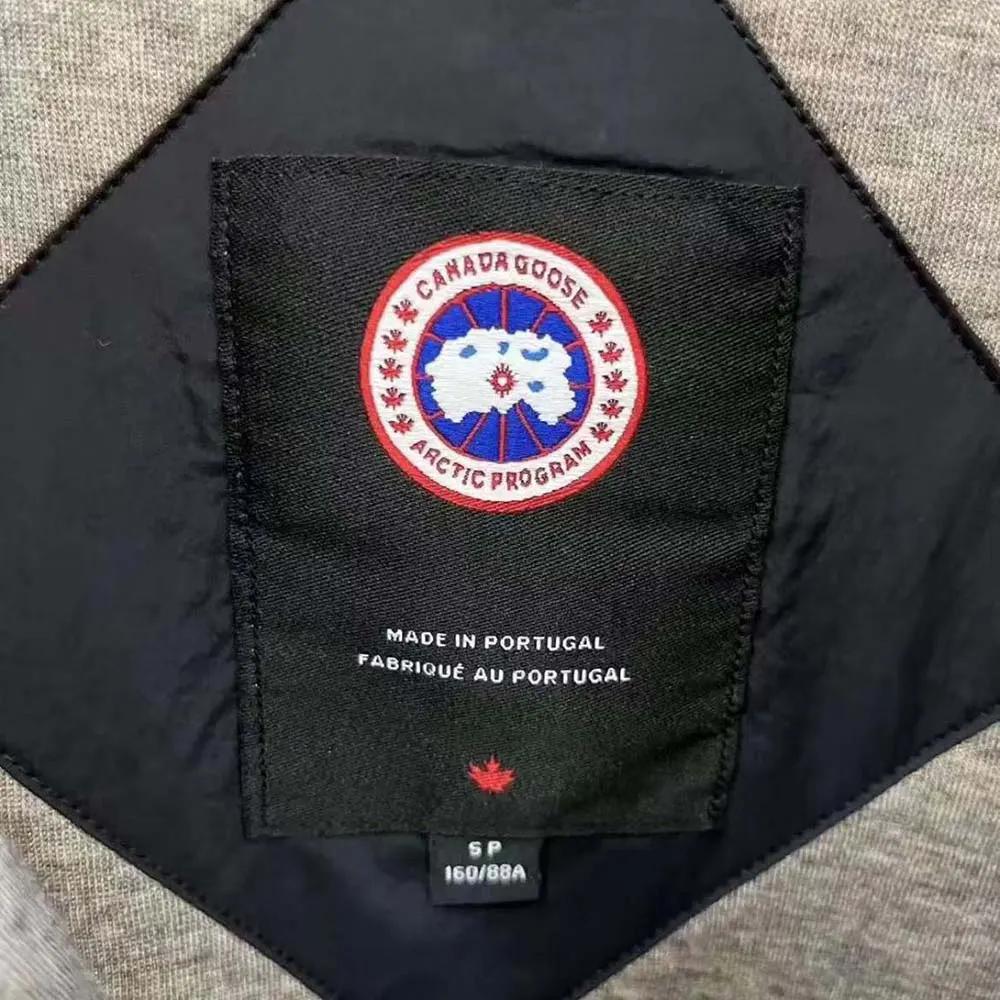 CANADA GOOSE
ARCTIC PROGRAM
MADE IN PORTUGAL
FABRIQUÉ AU PORTUGAL
S P
160/88A